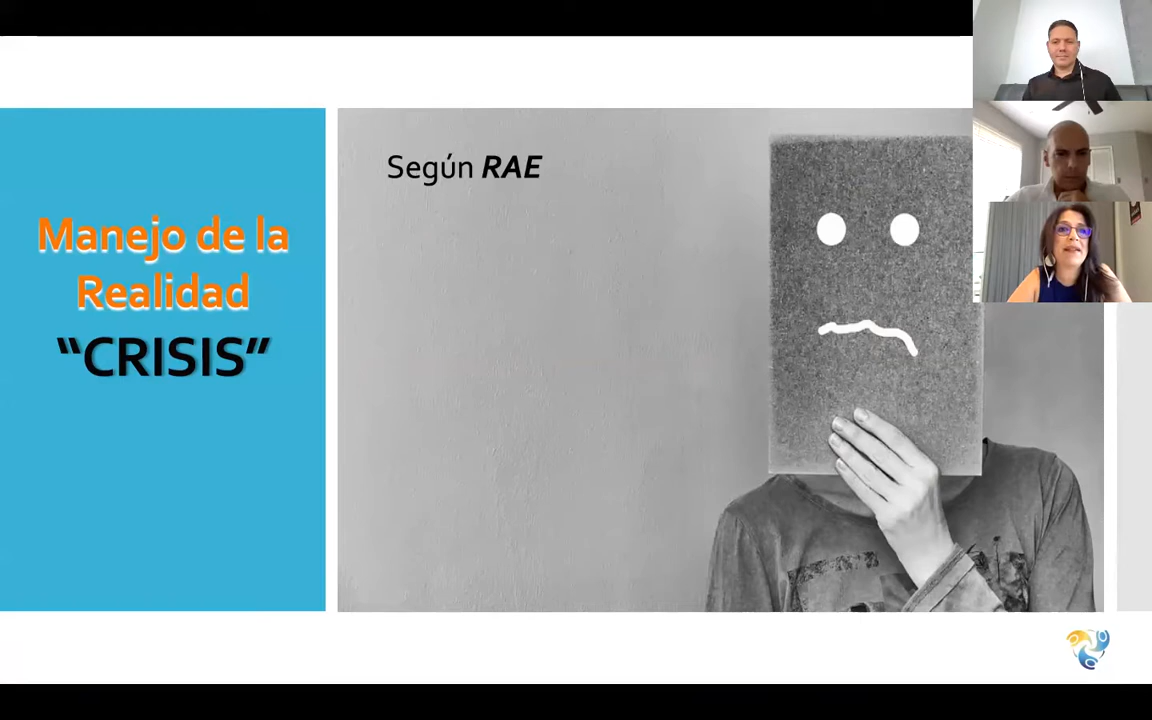 Manejo de la
Realidad
“CRISIS”
Según RAE